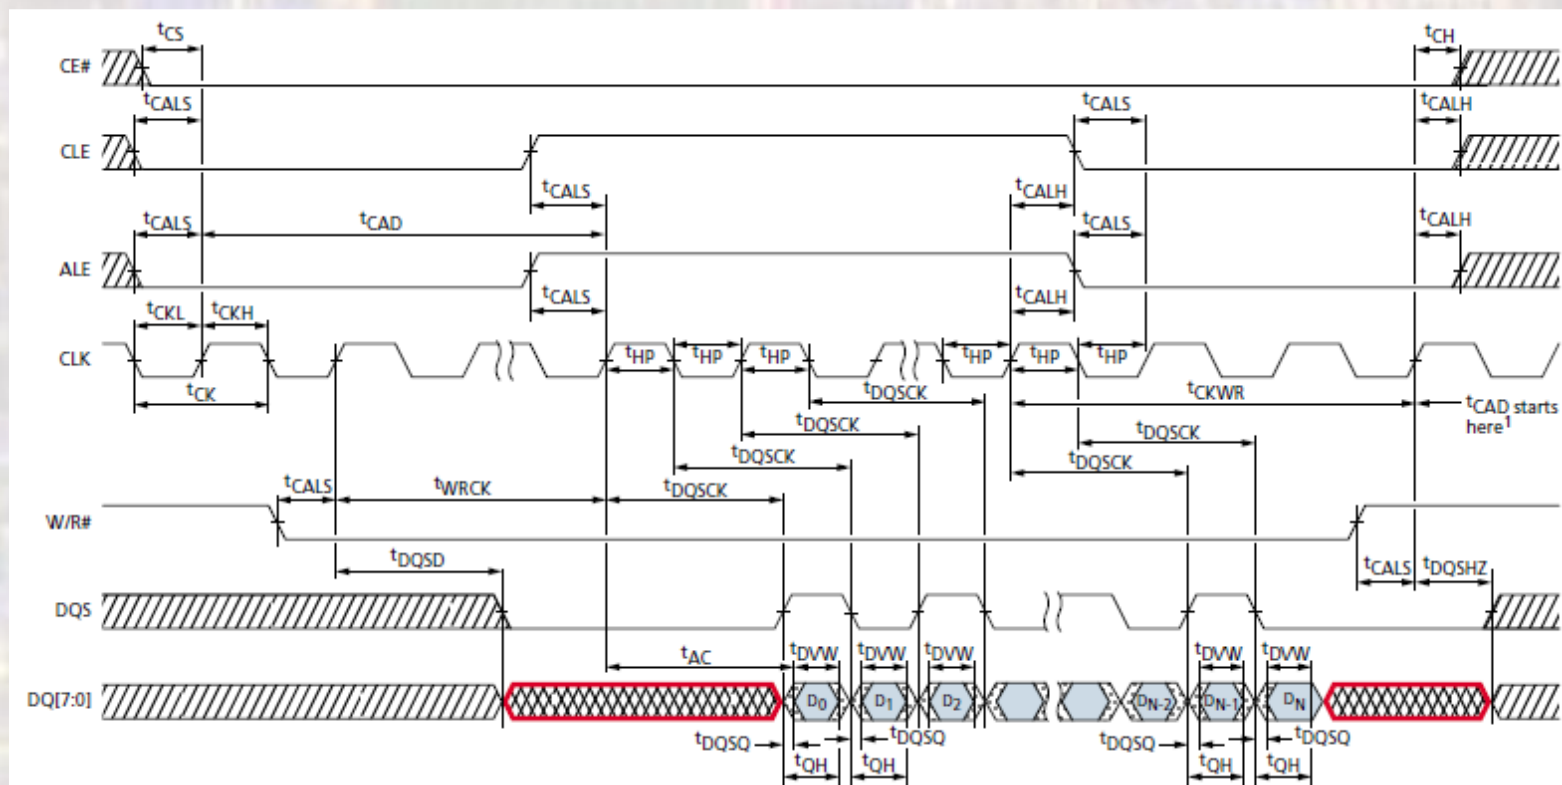 tCS tCH
CE#
tCALS tCALS tCALH
CLE
tCALS tCALH
tCALS tCAD tCALS tCALH
ALE
tCALS tCALH
tCKL tCKH
CLK tHP tHP tHP tHP tHP tHP
tCK tDQSCK tCKWR tCAD starts
here1
tDQSCK tDQSCK
tDQSCK tDQSCK
tCALS tWRCK tDQSCK
W/R#
tDQSD tCALS tDQSHZ
DQS
tAC tDVW tDVW tDVW tDVW tDVW
DQ[7:0] D0 D1 D2 DN-2 DN-1 DN
tDQSQ tDQSQ tDQSQ tDQSQ
tQH tQH tQH tQH